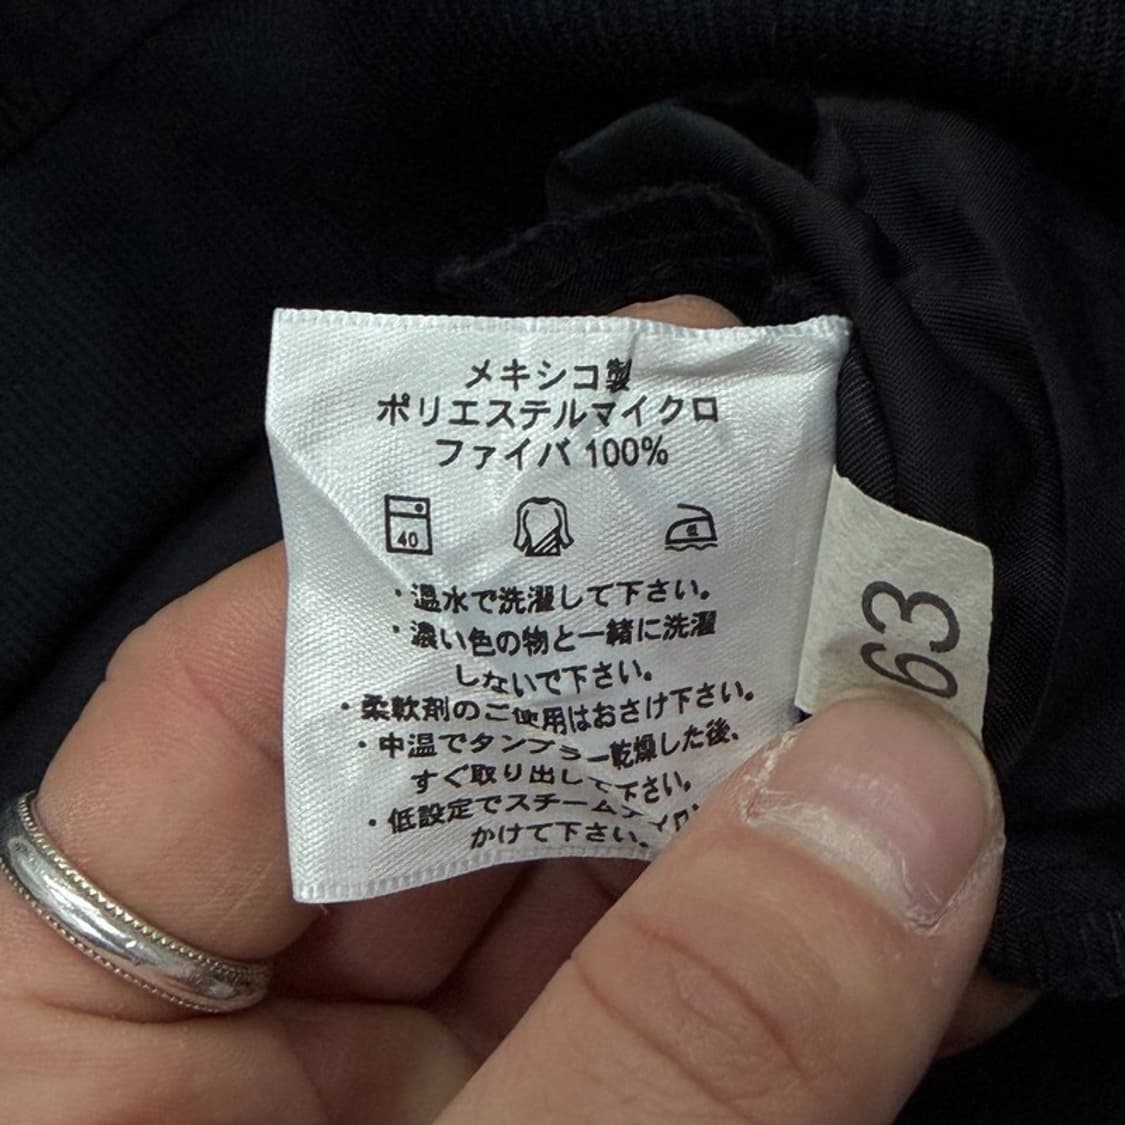 メキシコ製
ポリエステルマイクロ
ファイバ 100%
40
低
・温水で洗濯して下さい。
・濃い色の物と一緒に洗濯
しないで下さい。
・柔軟剤のご使用はおさけ下さい。
・中温でタンブラー乾燥した後、
すぐ取り出して下さい。
・低設定でスチームアイロン
かけて下さい。
63